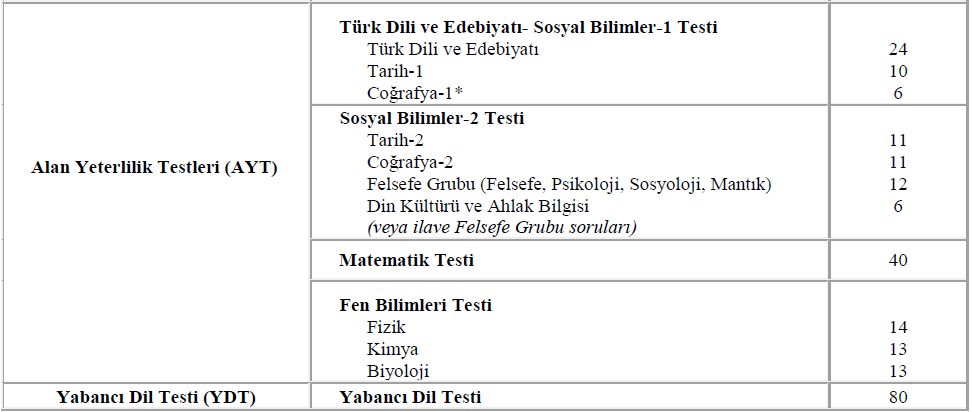 Türk Dili ve Edebiyatı- Sosyal Bilimler-1 Testi
Türk Dili ve Edebiyatı 24
Tarih-1 10
Coğrafya-1* 6
Alan Yeterlilik Testleri (AYT)
Sosyal Bilimler-2 Testi
Tarih-2 11
Coğrafya-2 11
Felsefe Grubu (Felsefe, Psikoloji, Sosyoloji, Mantık) 12
Din Kültürü ve Ahlak Bilgisi 6
(veya ilave Felsefe Grubu soruları)
Matematik Testi 40
Fen Bilimleri Testi
Fizik 14
Kimya 13
Biyoloji 13
Yabancı Dil Testi (YDT) Yabancı Dil Testi 80